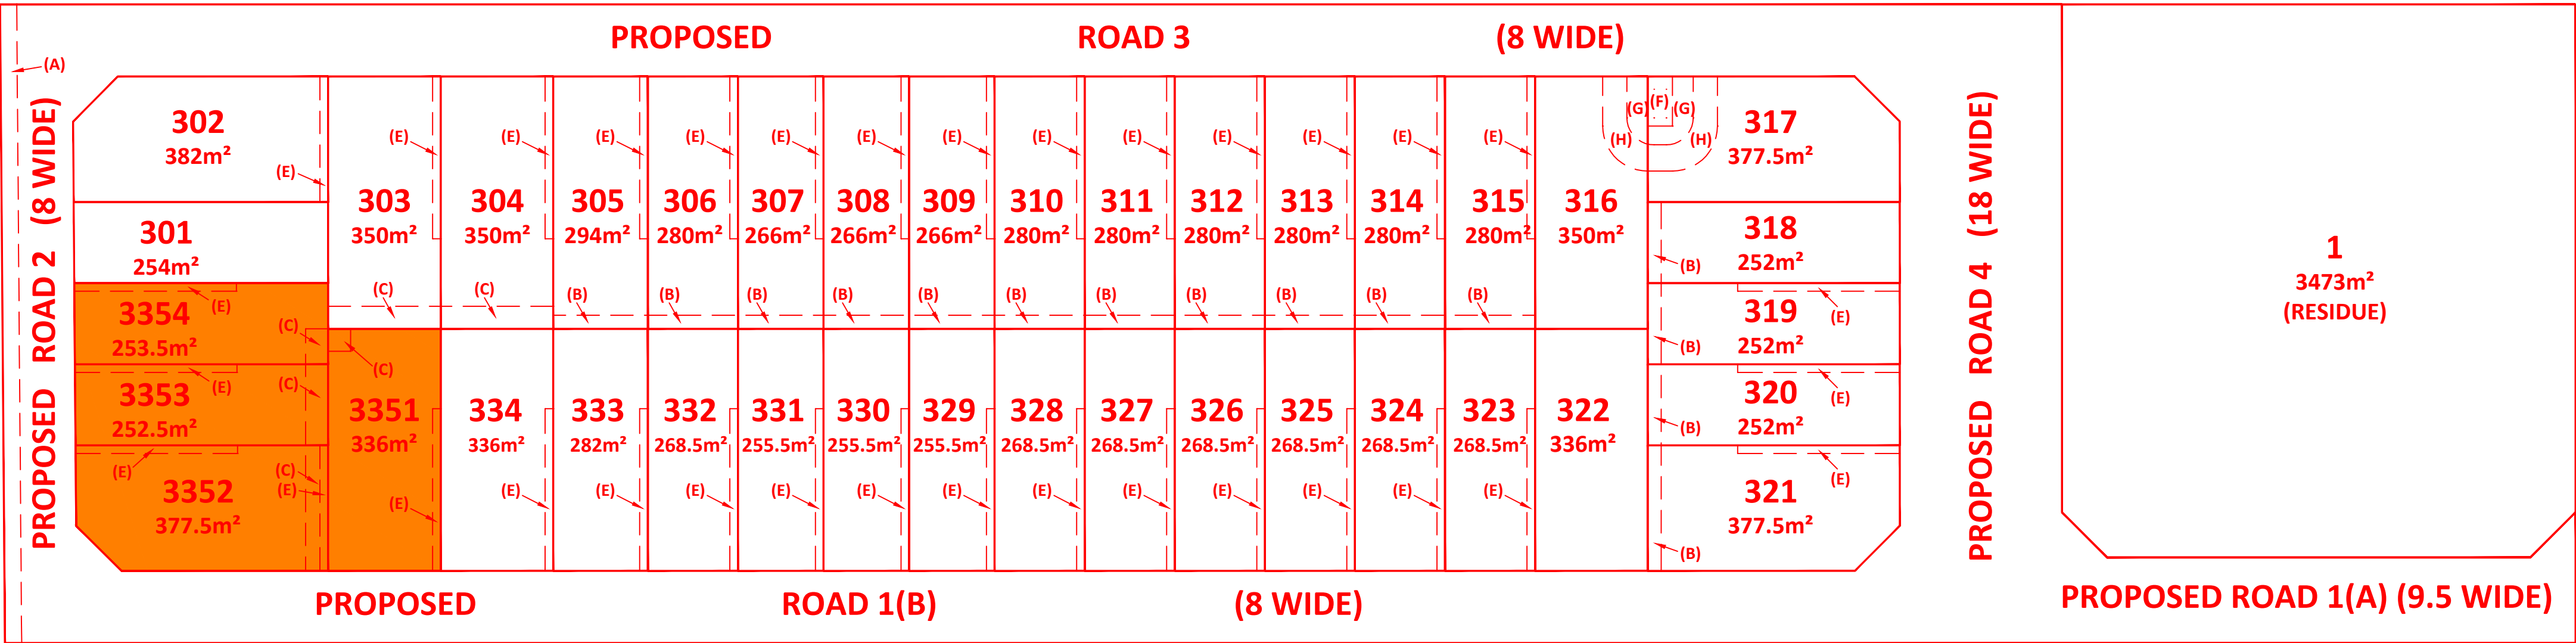 PROPOSED ROAD 3 (8 WIDE)
(A)
PROPOSED ROAD 2 (8 WIDE)
302
382m²
(E)
301
254m²
(E)
3354
253.5m²
(C)
(E)
3353
252.5m²
(C)
(E)
3352
377.5m²
(C)
(E)
(E)
303
350m²
(C)
(E)
304
350m²
(C)
(E)
305
294m²
(B)
(E)
306
280m²
(B)
(E)
307
266m²
(B)
(E)
308
266m²
(B)
(E)
309
266m²
(B)
(E)
310
280m²
(B)
(E)
311
280m²
(B)
(E)
312
280m²
(B)
(E)
313
280m²
(B)
(E)
314
280m²
(B)
(E)
315
280m²
(B)
316
350m²
(G)
(F)
(G)
(H)
(H)
317
377.5m²
318
252m²
(B)
319
252m²
(E)
(B)
320
252m²
(E)
(B)
321
377.5m²
(E)
(B)
(C)
3351
336m²
(E)
334
336m²
(E)
333
282m²
(E)
332
268.5m²
(E)
331
255.5m²
(E)
330
255.5m²
(E)
329
255.5m²
(E)
328
268.5m²
(E)
327
268.5m²
(E)
326
268.5m²
(E)
325
268.5m²
(E)
324
268.5m²
(E)
323
268.5m²
(E)
322
336m²
PROPOSED ROAD 4 (18 WIDE)
1
3473m²
(RESIDUE)
PROPOSED ROAD 1(B) (8 WIDE)
PROPOSED ROAD 1(A) (9.5 WIDE)